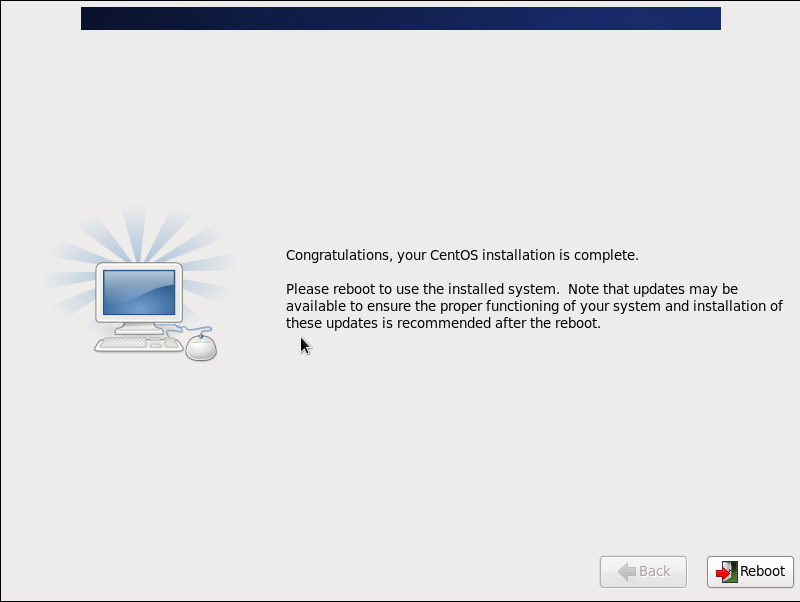 Congratulations, your CentOS installation is complete.
Please reboot to use the installed system.  Note that updates may be
available to ensure the proper functioning of your system and installation of
these updates is recommended after the reboot.
Back
Reboot